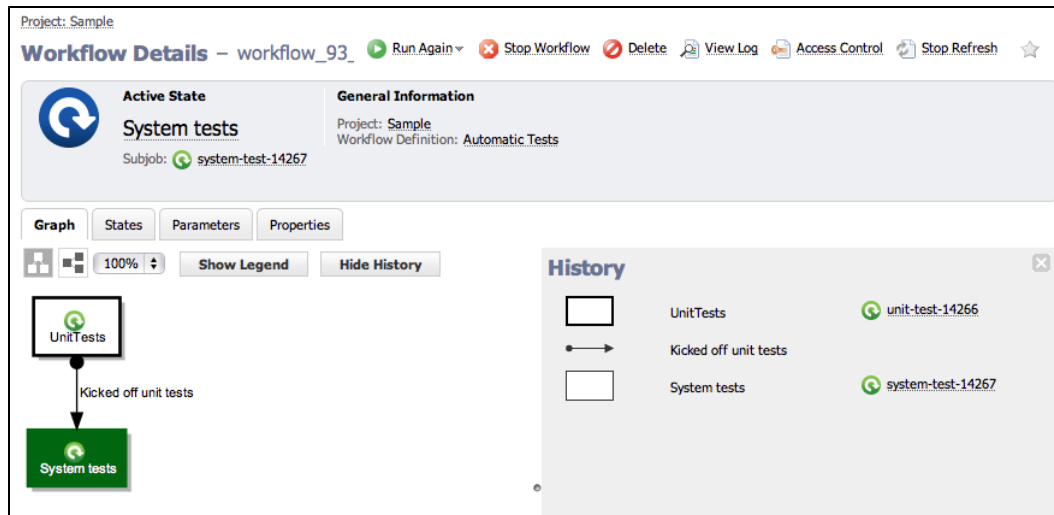 Project: Sample
Workflow Details – workflow_93_ Run Again Stop Workflow Delete View Log Access Control Stop Refresh
Active State
System tests
Subjob: system-test-14267
General Information
Project: Sample
Workflow Definition: Automatic Tests
Graph States Parameters Properties
100% Show Legend Hide History
UnitTests
Kicked off unit tests
System tests
History
UnitTests unit-test-14266
Kicked off unit tests
System tests system-test-14267